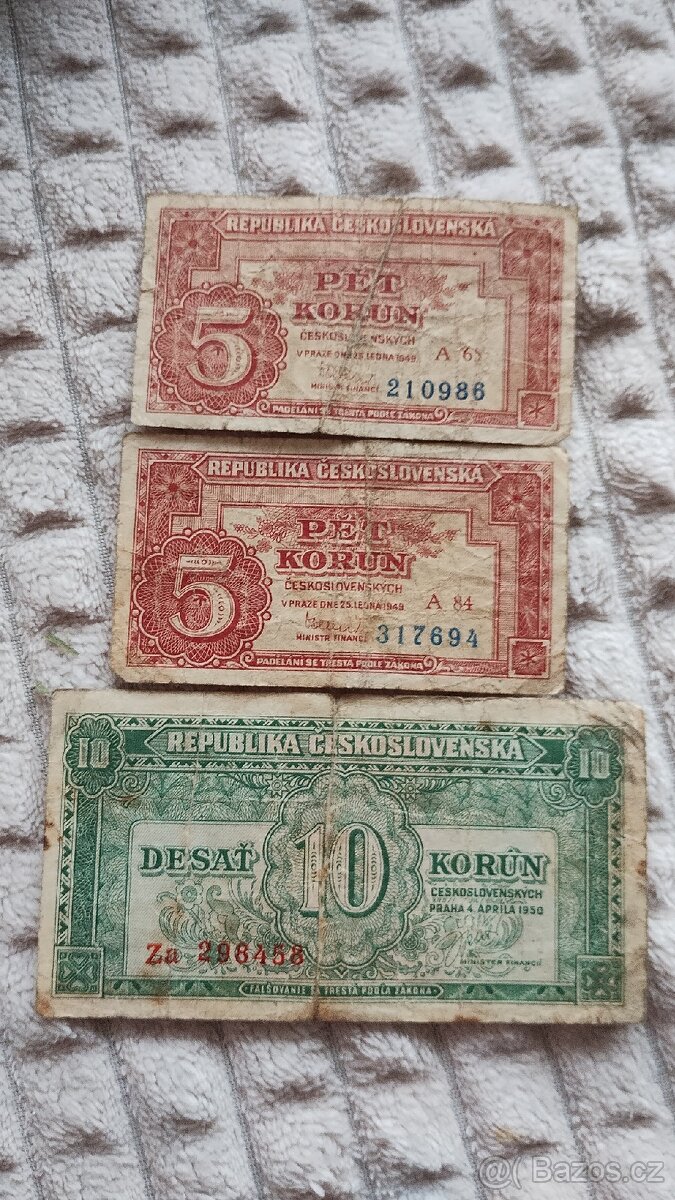 REPUBLIKA ČESKOSLOVENSKÁ
PĚT
KORUN
5
ČESKOSLOVENSKÝCH
V PRAZE DNE 25. LEDNA 1949
A 65
MINISTR FINANCÍ
210986
PADĚLÁNÍ SE TRESTÁ PODLE ZÁKONA
REPUBLIKA ČESKOSLOVENSKÁ
PĚT
KORUN
5
ČESKOSLOVENSKÝCH
V PRAZE DNE 25. LEDNA 1949
A 84
MINISTR FINANCÍ
317694
PADĚLÁNÍ SE TRESTÁ PODLE ZÁKONA
10 REPUBLIKA ČESKOSLOVENSKÁ 10
DESAŤ 10 KORÚN
ČESKOSLOVENSKÝCH
PRAHA 4. APRÍLA 1950
Za 296458
MINISTER FINANCIÍ
FALŠOVANIE SA TRESTÁ PODĽA ZÁKONA
@ Bazos.cz